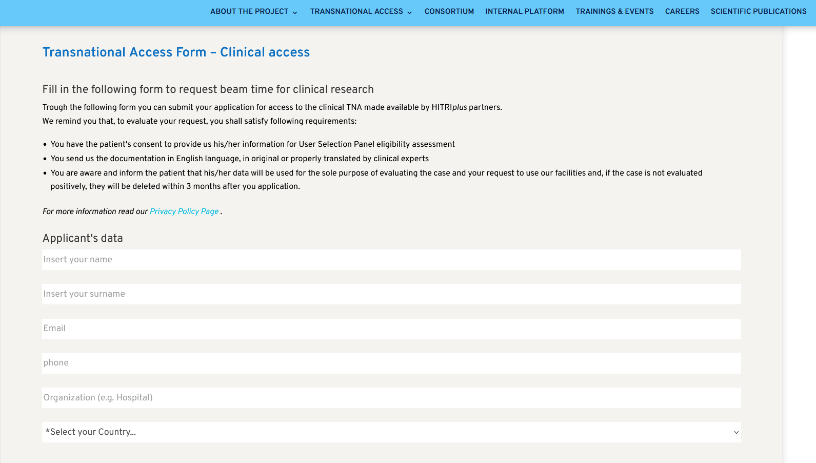 ABOUT THE PROJECT TRANSNATIONAL ACCESS CONSORTIUM INTERNAL PLATFORM TRAININGS & EVENTS CAREERS SCIENTIFIC PUBLICATIONS
Transnational Access Form – Clinical access
Fill in the following form to request beam time for clinical research
Trough the following form you can submit your application for access to the clinical TNA made available by HITRIplus partners.
We remind you that, to evaluate your request, you shall satisfy following requirements:
• You have the patient's consent to provide us his/her information for User Selection Panel eligibility assessment
• You send us the documentation in English language, in original or properly translated by clinical experts
• You are aware and inform the patient that his/her data will be used for the sole purpose of evaluating the case and your request to use our facilities and, if the case is not evaluated
positively, they will be deleted within 3 months after you application.
For more information read our Privacy Policy Page .
Applicant's data
Insert your name
Insert your surname
Email
phone
Organization (e.g. Hospital)
*Select your Country...